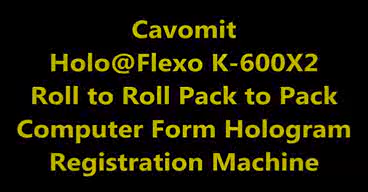 Cavomit
Holo@Flexo K-600X2
Roll to Roll Pack to Pack
Computer Form Hologram
Registration Machine